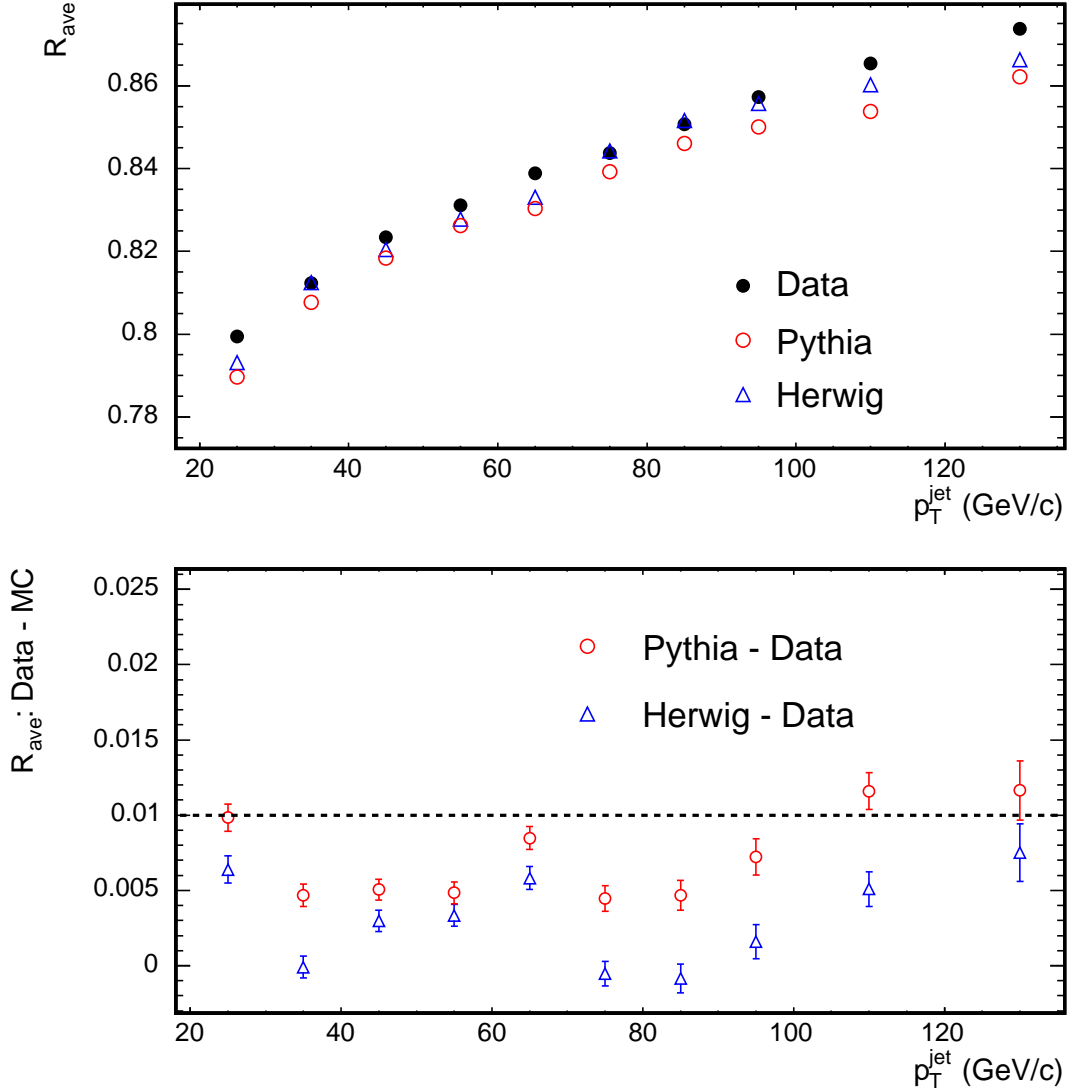 R_ave
0.86
0.84
0.82
0.8
0.78
Data
Pythia
Herwig
20 40 60 80 100 120
p_T^jet (GeV/c)
R_ave: Data - MC
0.025
0.02
0.015
0.01
0.005
0
Pythia - Data
Herwig - Data
20 40 60 80 100 120
p_T^jet (GeV/c)